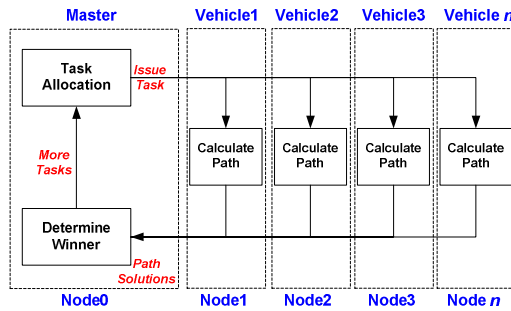 Master
Vehicle1
Vehicle2
Vehicle3
Vehicle n
Task
Allocation
Issue
Task
Calculate
Path
Calculate
Path
Calculate
Path
Calculate
Path
More
Tasks
Determine
Winner
Path
Solutions
Node0
Node1
Node2
Node3
Node n